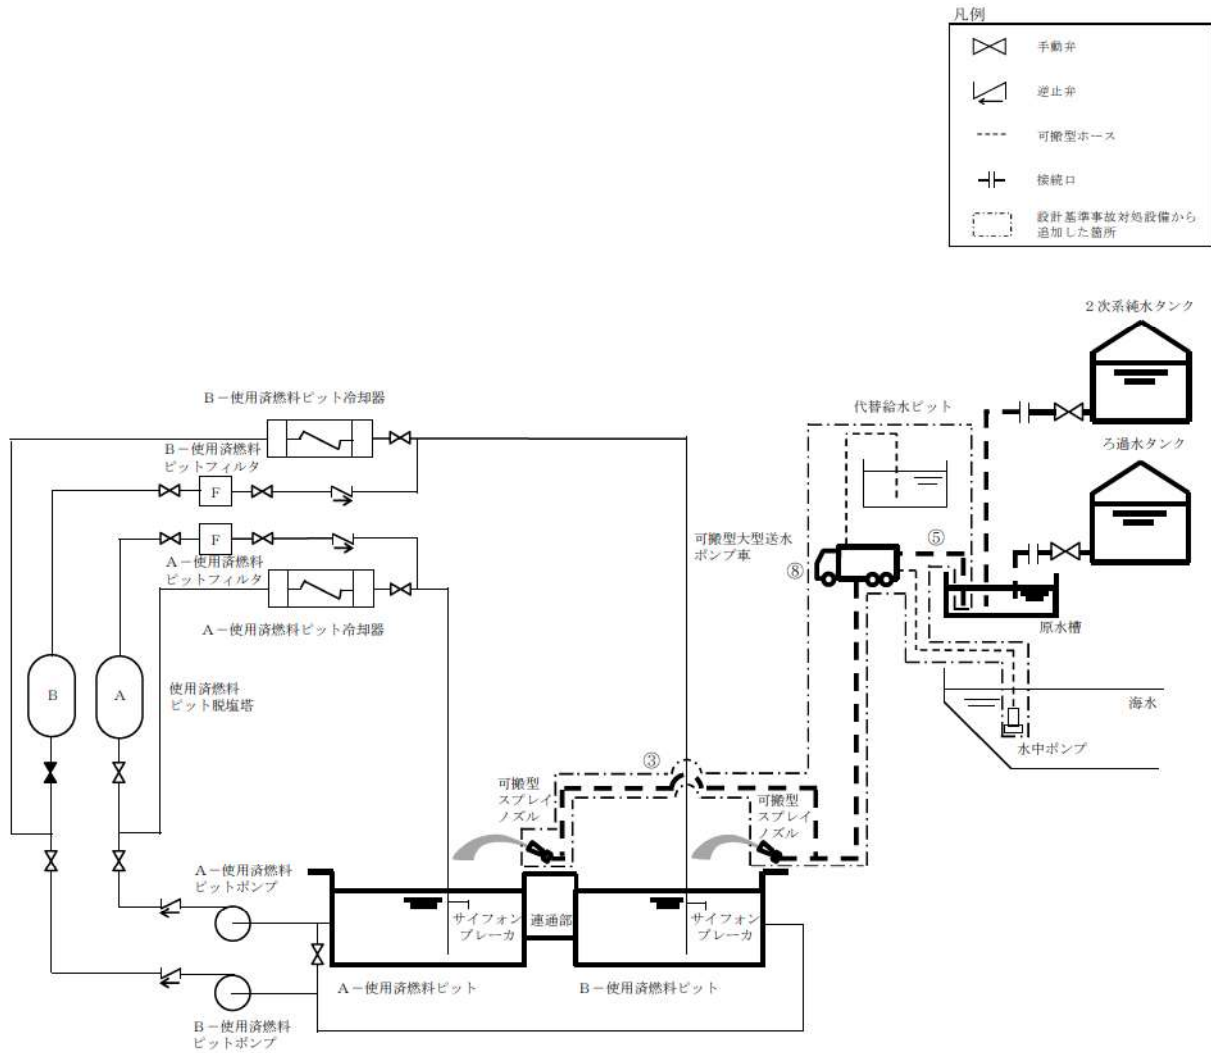 凡例
手動弁
逆止弁
可搬型ホース
接続口
設計基準事故対処設備から
追加した箇所
2次系純水タンク
ろ過水タンク
代替給水ピット
⑤
可搬型大型送水
ポンプ車
⑧
原水槽
海水
水中ポンプ
B-使用済燃料ピット冷却器
B-使用済燃料
ピットフィルタ
F
F
A-使用済燃料
ピットフィルタ
A-使用済燃料ピット冷却器
B
A
使用済燃料
ピット脱塩塔
③
可搬型
スプレイ
ノズル
可搬型
スプレイ
ノズル
A-使用済燃料
ピットポンプ
サイフォン
ブレーカ
連通部
サイフォン
ブレーカ
A-使用済燃料ピット
B-使用済燃料ピット
B-使用済燃料
ピットポンプ